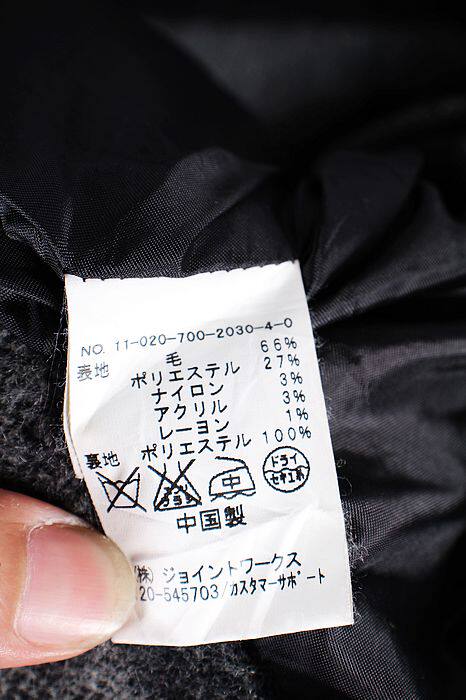 NO. 11-020-700-2030-4-0
表地 毛 66%
ポリエステル 27%
ナイロン 3%
アクリル 3%
レーヨン 1%
裏地 ポリエステル 100%
中 ドライ
セキユ系
中国製
(株) ジョイントワークス
20-545703/カスタマーサポート